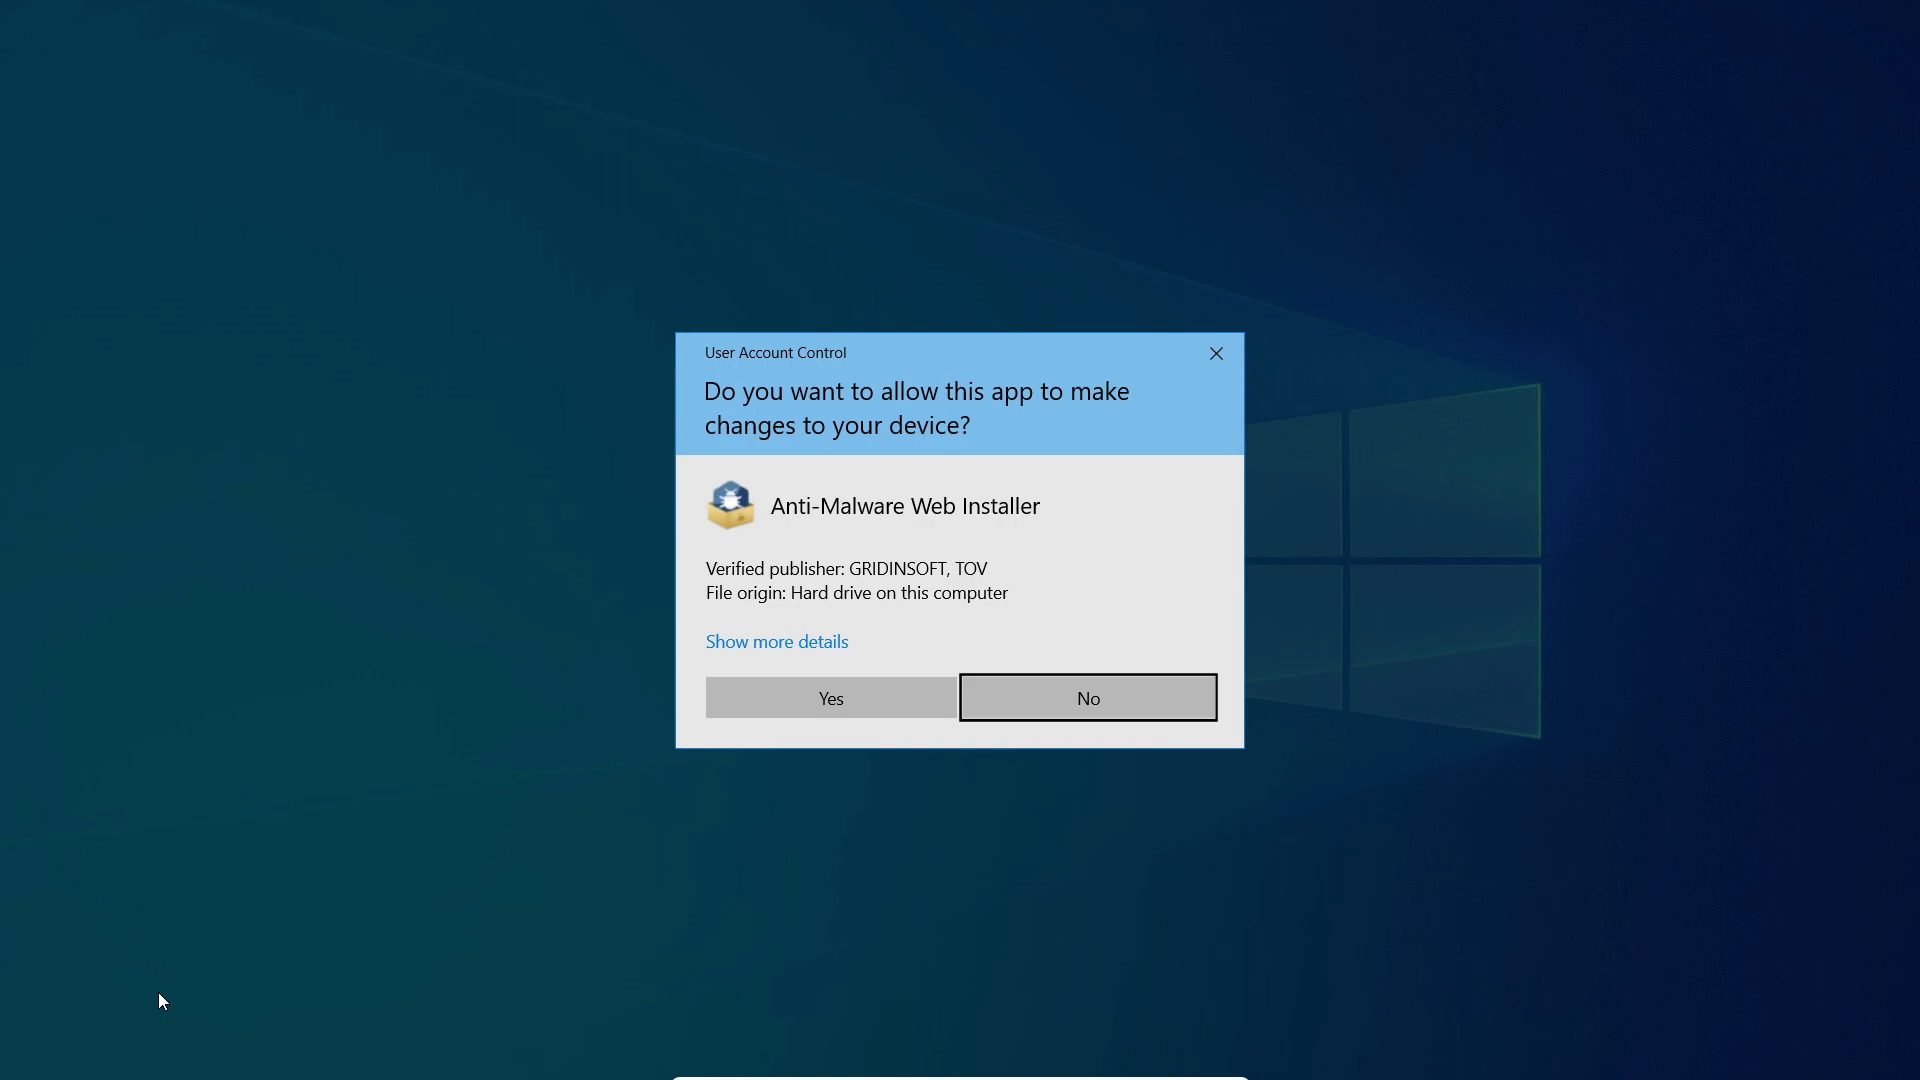 User Account Control
Do you want to allow this app to make
changes to your device?
Anti-Malware Web Installer
Verified publisher: GRIDINSOFT, TOV
File origin: Hard drive on this computer
Show more details
Yes
No